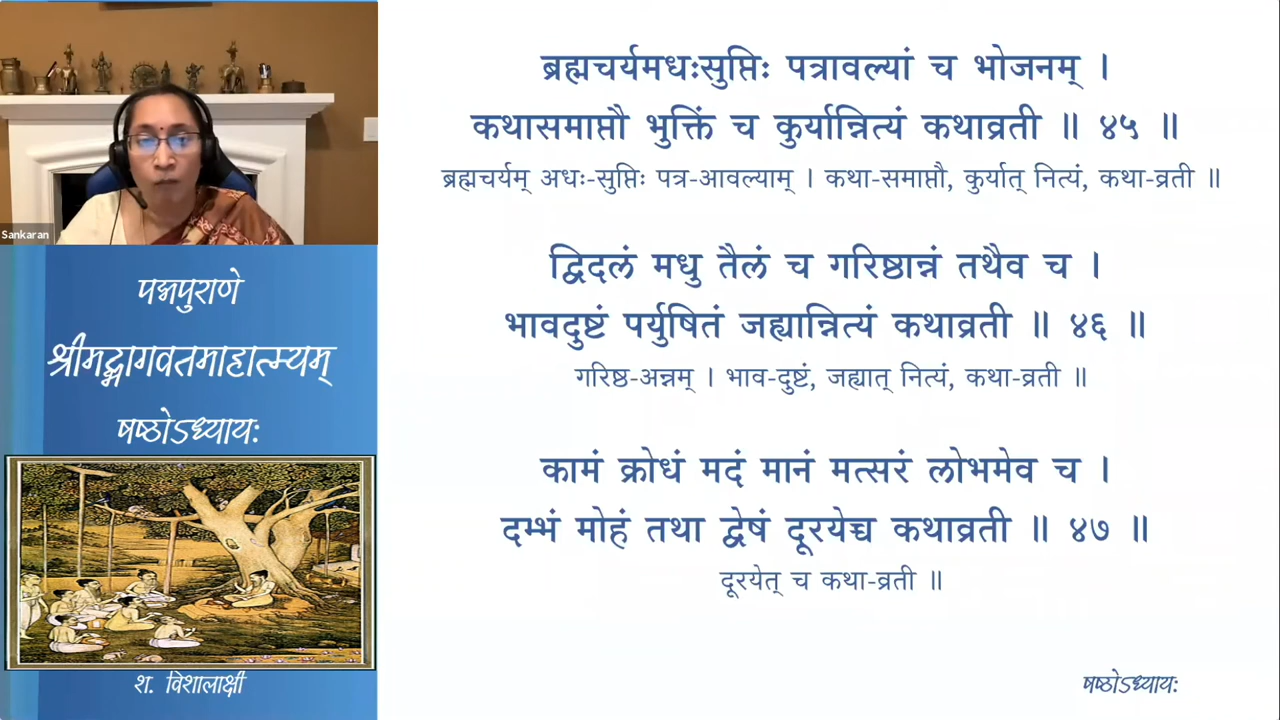 Sankaran
पद्मपुराणे
श्रीमद्भागवतमाहात्म्यम्
षष्ठोऽध्यायः
श. विशालाक्षी
ब्रह्मचर्यमधःसुप्तिः पत्रावल्यां च भोजनम् ।
कथासमाप्तौ भुक्तिं च कुर्यान्नित्यं कथाव्रती ॥ ४५ ॥
ब्रह्मचर्यम् अधः-सुप्तिः पत्र-आवल्याम् । कथा-समाप्तौ, कुर्यात् नित्यं, कथा-व्रती ॥
द्विदलं मधु तैलं च गरिष्ठान्नं तथैव च ।
भावदुष्टं पर्युषितं जह्यान्नित्यं कथाव्रती ॥ ४६ ॥
गरिष्ठ-अन्नम् । भाव-दुष्टं, जह्यात् नित्यं, कथा-व्रती ॥
कामं क्रोधं मदं मानं मत्सरं लोभमेव च ।
दम्भं मोहं तथा द्वेषं दूरयेच्च कथाव्रती ॥ ४७ ॥
दूरयेत् च कथा-व्रती ॥
षष्ठोऽध्यायः